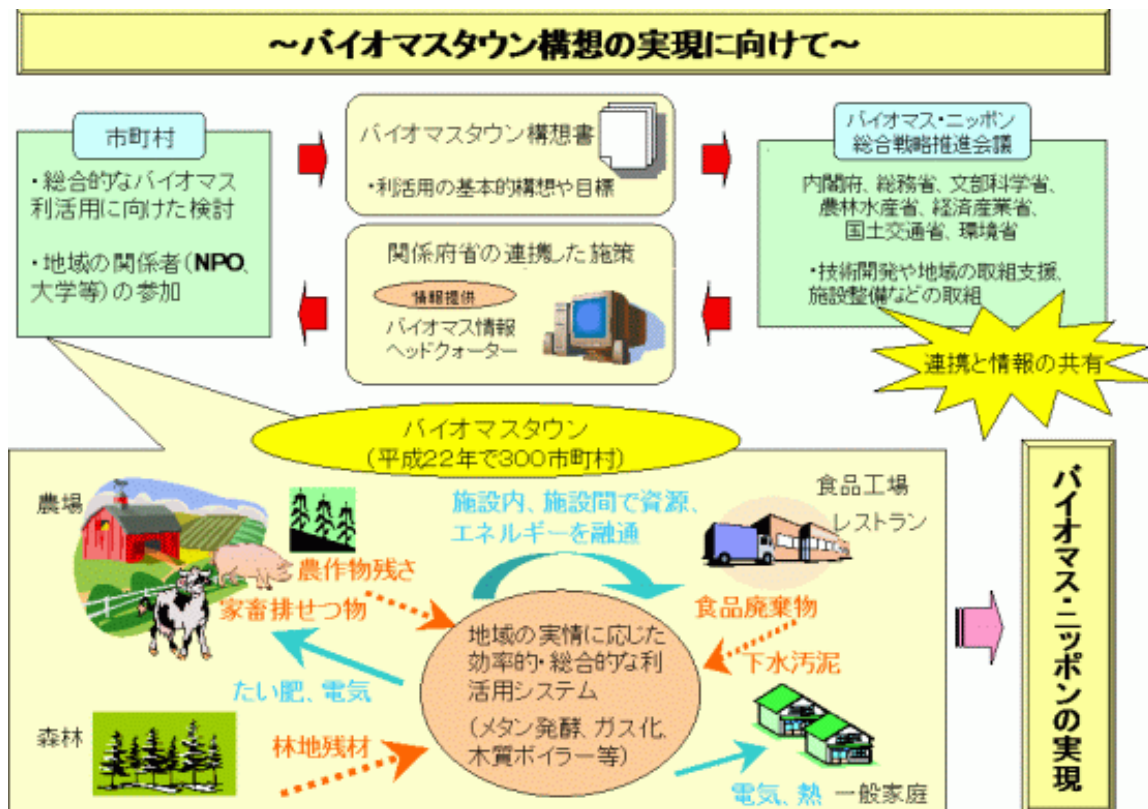 ～バイオマスタウン構想の実現に向けて～
市町村
・総合的なバイオマス
利活用に向けた検討
・地域の関係者(NPO、
大学等)の参加
バイオマスタウン構想書
・利活用の基本的構想や目標
関係府省の連携した施策
情報提供
バイオマス情報
ヘッドクォーター
バイオマス・ニッポン
総合戦略推進会議
内閣府、総務省、文部科学省、
農林水産省、経済産業省、
国土交通省、環境省
・技術開発や地域の取組支援、
施設整備などの取組
連携と情報の共有
バイオマスタウン
(平成22年で300市町村)
農場
農作物残さ
家畜排せつ物
たい肥、電気
森林
林地残材
施設内、施設間で資源、
エネルギーを融通
地域の実情に応じた
効率的・総合的な利
活用システム
(メタン発酵、ガス化、
木質ボイラー等)
食品工場
レストラン
食品廃棄物
下水汚泥
電気、熱
一般家庭
バイオマス・ニッポンの実現